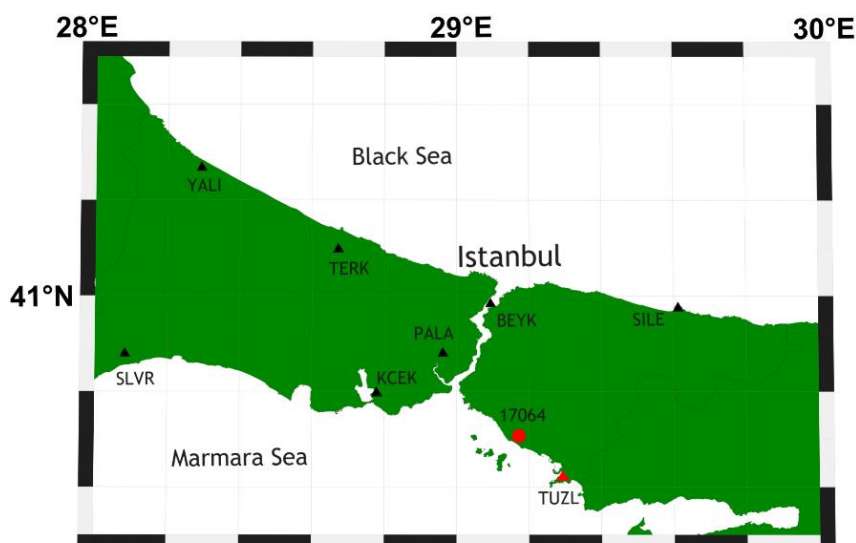 28°E
29°E
30°E
Black Sea
YALI
Istanbul
TERK
41°N
BEYK
SILE
PALA
SLVR
KCEK
17064
Marmara Sea
TUZL